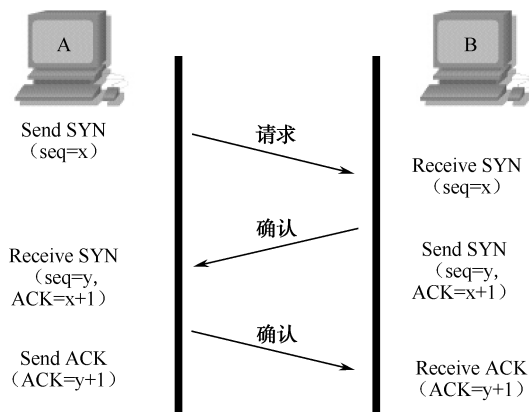 A
B
Send SYN
（seq=x）
请求
Receive SYN
（seq=x）
确认
Receive SYN
（seq=y,
ACK=x+1）
Send SYN
（seq=y,
ACK=x+1）
确认
Send ACK
（ACK=y+1）
Receive ACK
（ACK=y+1）